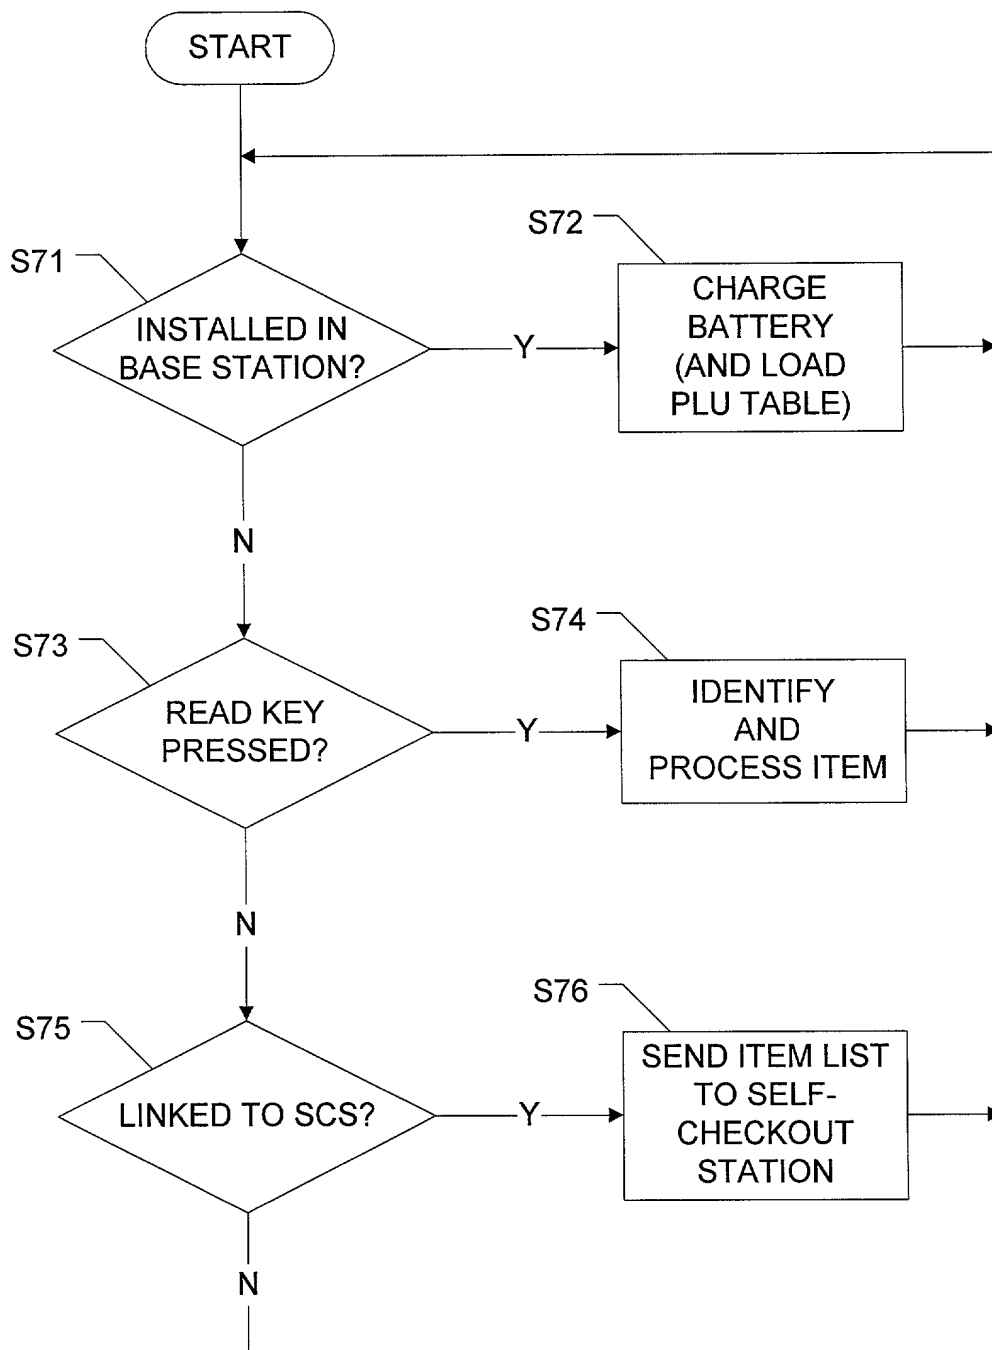 START
S71
INSTALLED IN
BASE STATION?
Y
S72
CHARGE
BATTERY
(AND LOAD
PLU TABLE)
N
S73
READ KEY
PRESSED?
Y
S74
IDENTIFY
AND
PROCESS ITEM
N
S75
LINKED TO SCS?
Y
S76
SEND ITEM LIST
TO SELF-
CHECKOUT
STATION
N